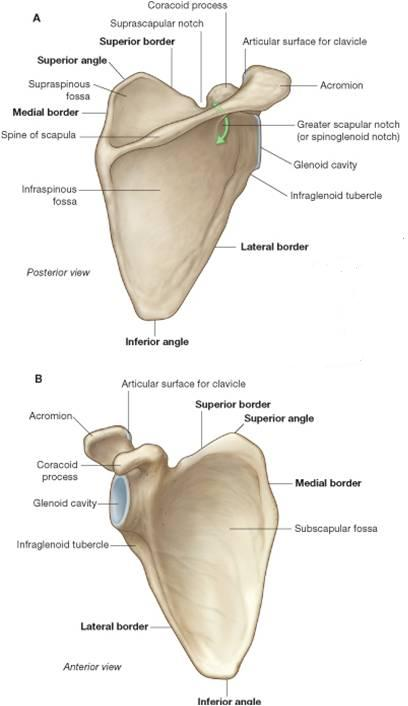 A
Coracoid process
Suprascapular notch
Superior border
Articular surface for clavicle
Superior angle
Supraspinous
fossa
Acromion
Medial border
Spine of scapula
Greater scapular notch
(or spinoglenoid notch)
Glenoid cavity
Infraspinous
fossa
Infraglenoid tubercle
Lateral border
Posterior view
Inferior angle
B
Articular surface for clavicle
Superior border
Acromion
Superior angle
Coracoid
process
Medial border
Glenoid cavity
Subscapular fossa
Infraglenoid tubercle
Lateral border
Anterior view
Inferior angle